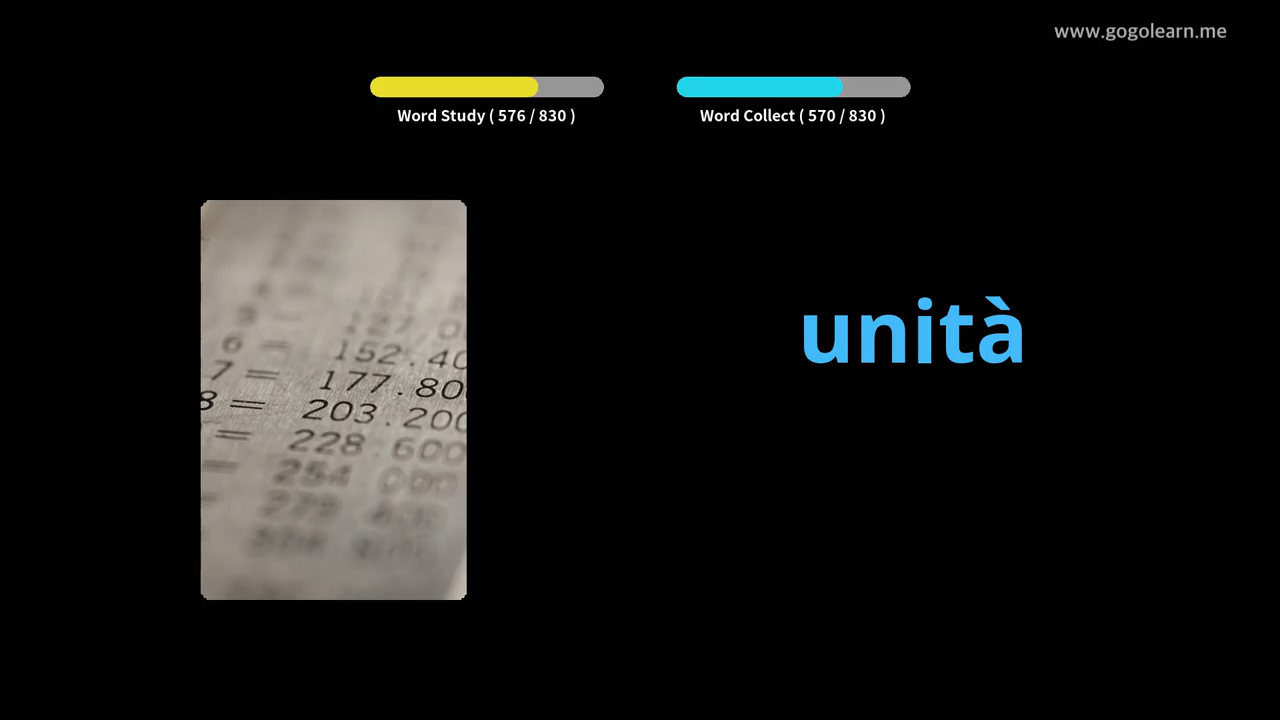 www.gogolearn.me
Word Study ( 576 / 830 )
Word Collect ( 570 / 830 )
unità
6 =
152.40
7 =
177.80
8 =
203.200
=
228.600
=
254